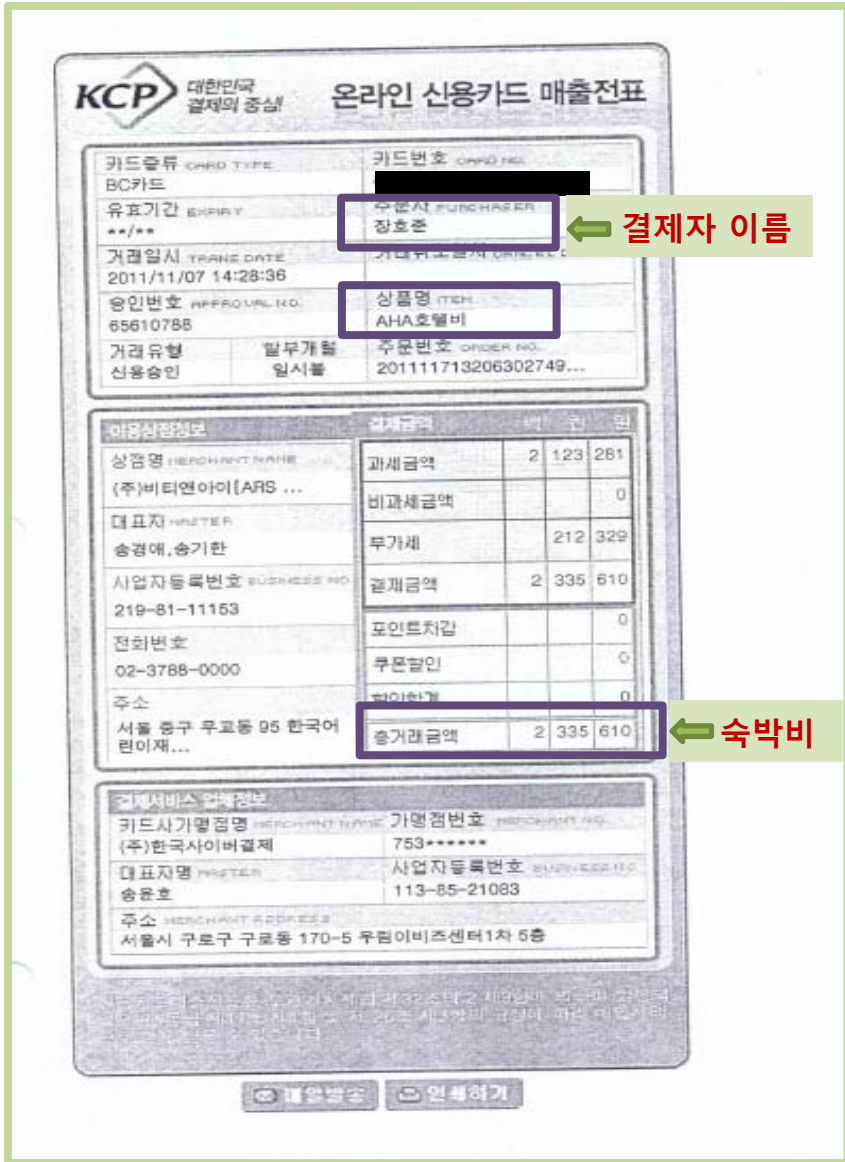 KCP 대한민국 결제의 중심! 온라인 신용카드 매출전표
카드종류 CARD TYPE 카드번호 CARD NO.
BC카드
유효기간 EXPIRY 주문자 PURCHASER
**/** 장호준
결제자 이름
거래일시 TRANS DATE 거래취소일시 CANCEL
2011/11/07 14:28:36
승인번호 APPROVAL NO. 상품명 ITEM
65610788 AHA호텔비
거래유형 할부개월 주문번호 ORDER NO.
신용승인 일시불 201111713206302749...
이용상점정보 결제금액 백 천 원
상점명 MERCHANT NAME 과세금액 2 123 281
(주)비티앤아이[ARS ...
비과세금액 0
대표자 MASTER
송경애,송기한 부가세 212 329
사업자등록번호 BUSINESS NO 결제금액 2 335 610
219-81-11153
전화번호 포인트차감 0
02-3788-0000 쿠폰할인 0
주소 할인합계 0
서울 중구 무교동 95 한국어린이재... 총거래금액 2 335 610
숙박비
결제서비스 업체정보
카드사가맹점명 MERCHANT NAME 가맹점번호 MERCHANT NO.
(주)한국사이버결제 753******
대표자명 MASTER 사업자등록번호 BUSINESS NO
송윤호 113-85-21083
주소 MERCHANT ADDRESS
서울시 구로구 구로동 170-5 우림이비즈센터1차 5층
메일발송 인쇄하기